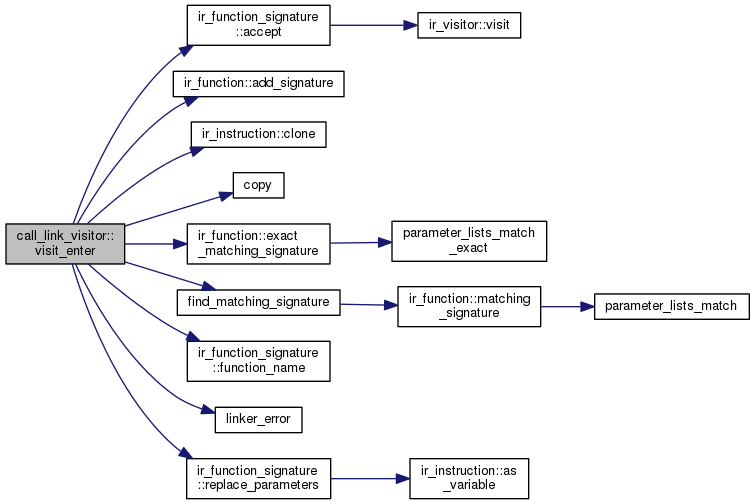 ir_function_signature
::accept
ir_visitor::visit
ir_function::add_signature
ir_instruction::clone
copy
call_link_visitor::
visit_enter
ir_function::exact
_matching_signature
parameter_lists_match
_exact
find_matching_signature
ir_function::matching
_signature
parameter_lists_match
ir_function_signature
::function_name
linker_error
ir_function_signature
::replace_parameters
ir_instruction::as
_variable